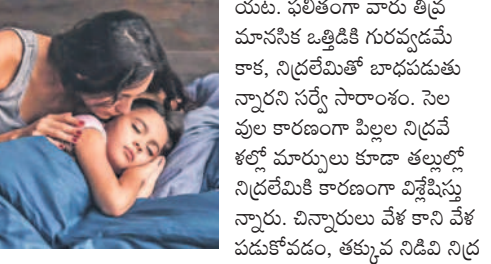 యట. ఫలితంగా వారు తీవ్ర
మానసిక ఒత్తిడికి గురవ్వడమే
కాక, నిద్రలేమితో బాధపడుతు
న్నారని సర్వే సారాంశం. సెల
వుల కారణంగా పిల్లల నిద్రవే
ళల్లో మార్పులు కూడా తల్లుల్లో
నిద్రలేమికి కారణంగా విశ్లేషిస్తు
న్నారు. చిన్నారులు వేళ కాని వేళ
పడుకోవడం, తక్కువ నిడివి నిద్ర